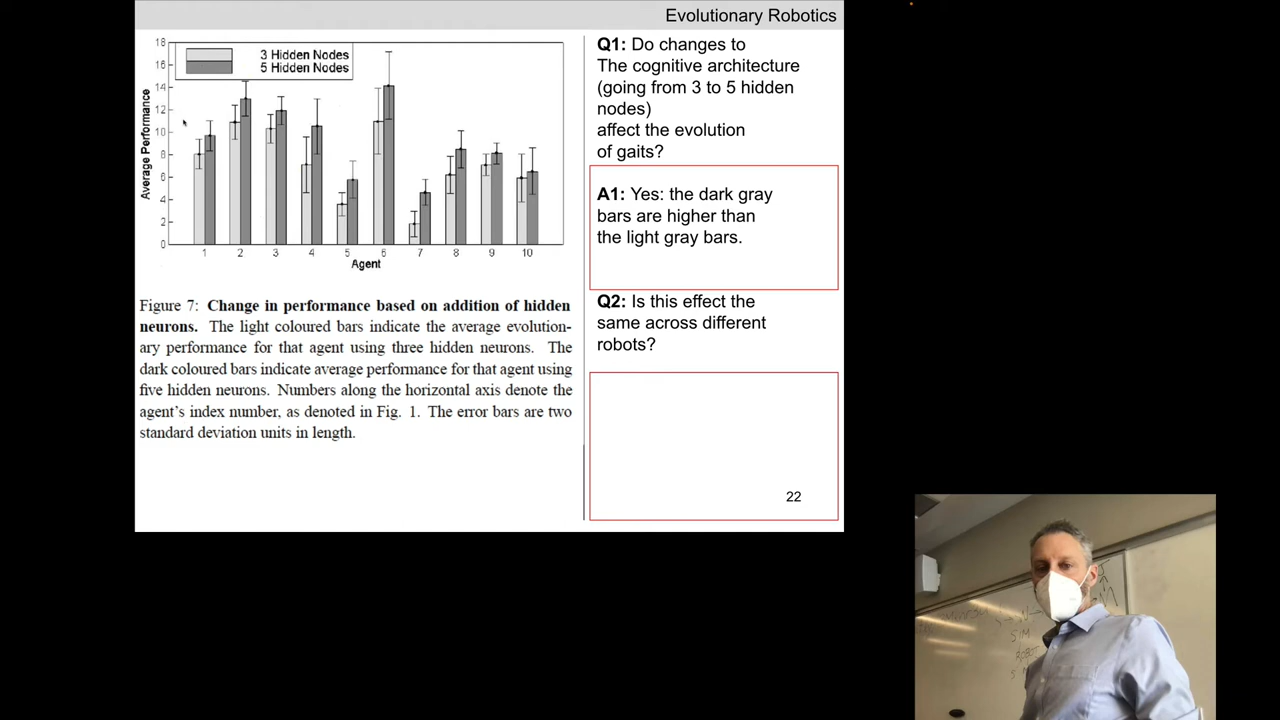 Evolutionary Robotics
3 Hidden Nodes
5 Hidden Nodes
18
16
14
12
10
8
6
4
2
0
Average Performance
1 2 3 4 5 6 7 8 9 10
Agent
Figure 7: Change in performance based on addition of hidden
neurons. The light coloured bars indicate the average evolution-
ary performance for that agent using three hidden neurons. The
dark coloured bars indicate average performance for that agent using
five hidden neurons. Numbers along the horizontal axis denote the
agent's index number, as denoted in Fig. 1. The error bars are two
standard deviation units in length.
Q1: Do changes to
The cognitive architecture
(going from 3 to 5 hidden
nodes)
affect the evolution
of gaits?
A1: Yes: the dark gray
bars are higher than
the light gray bars.
Q2: Is this effect the
same across different
robots?
22
SIM
ROBOT